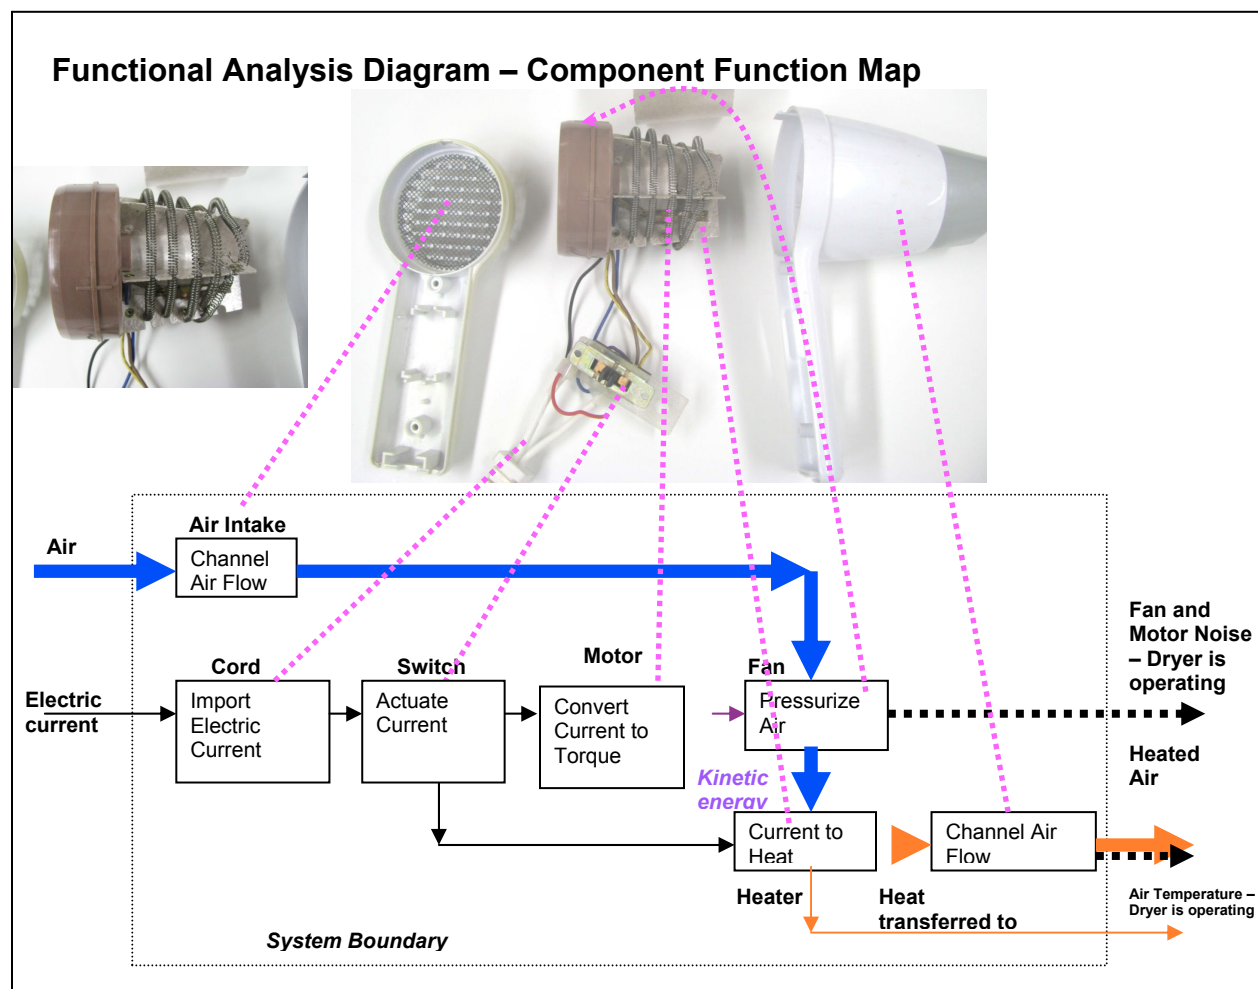 Functional Analysis Diagram – Component Function Map
Air Intake
Air
Channel
Air Flow
Fan and
Motor Noise
– Dryer is
operating
Cord
Switch
Motor
Fan
Electric
current
Import
Electric
Current
Actuate
Current
Convert
Current to
Torque
Pressurize
Air
Heated
Air
Kinetic
energy
Current to
Heat
Channel Air
Flow
Heater
Heat
transferred to
Air Temperature –
Dryer is operating
System Boundary